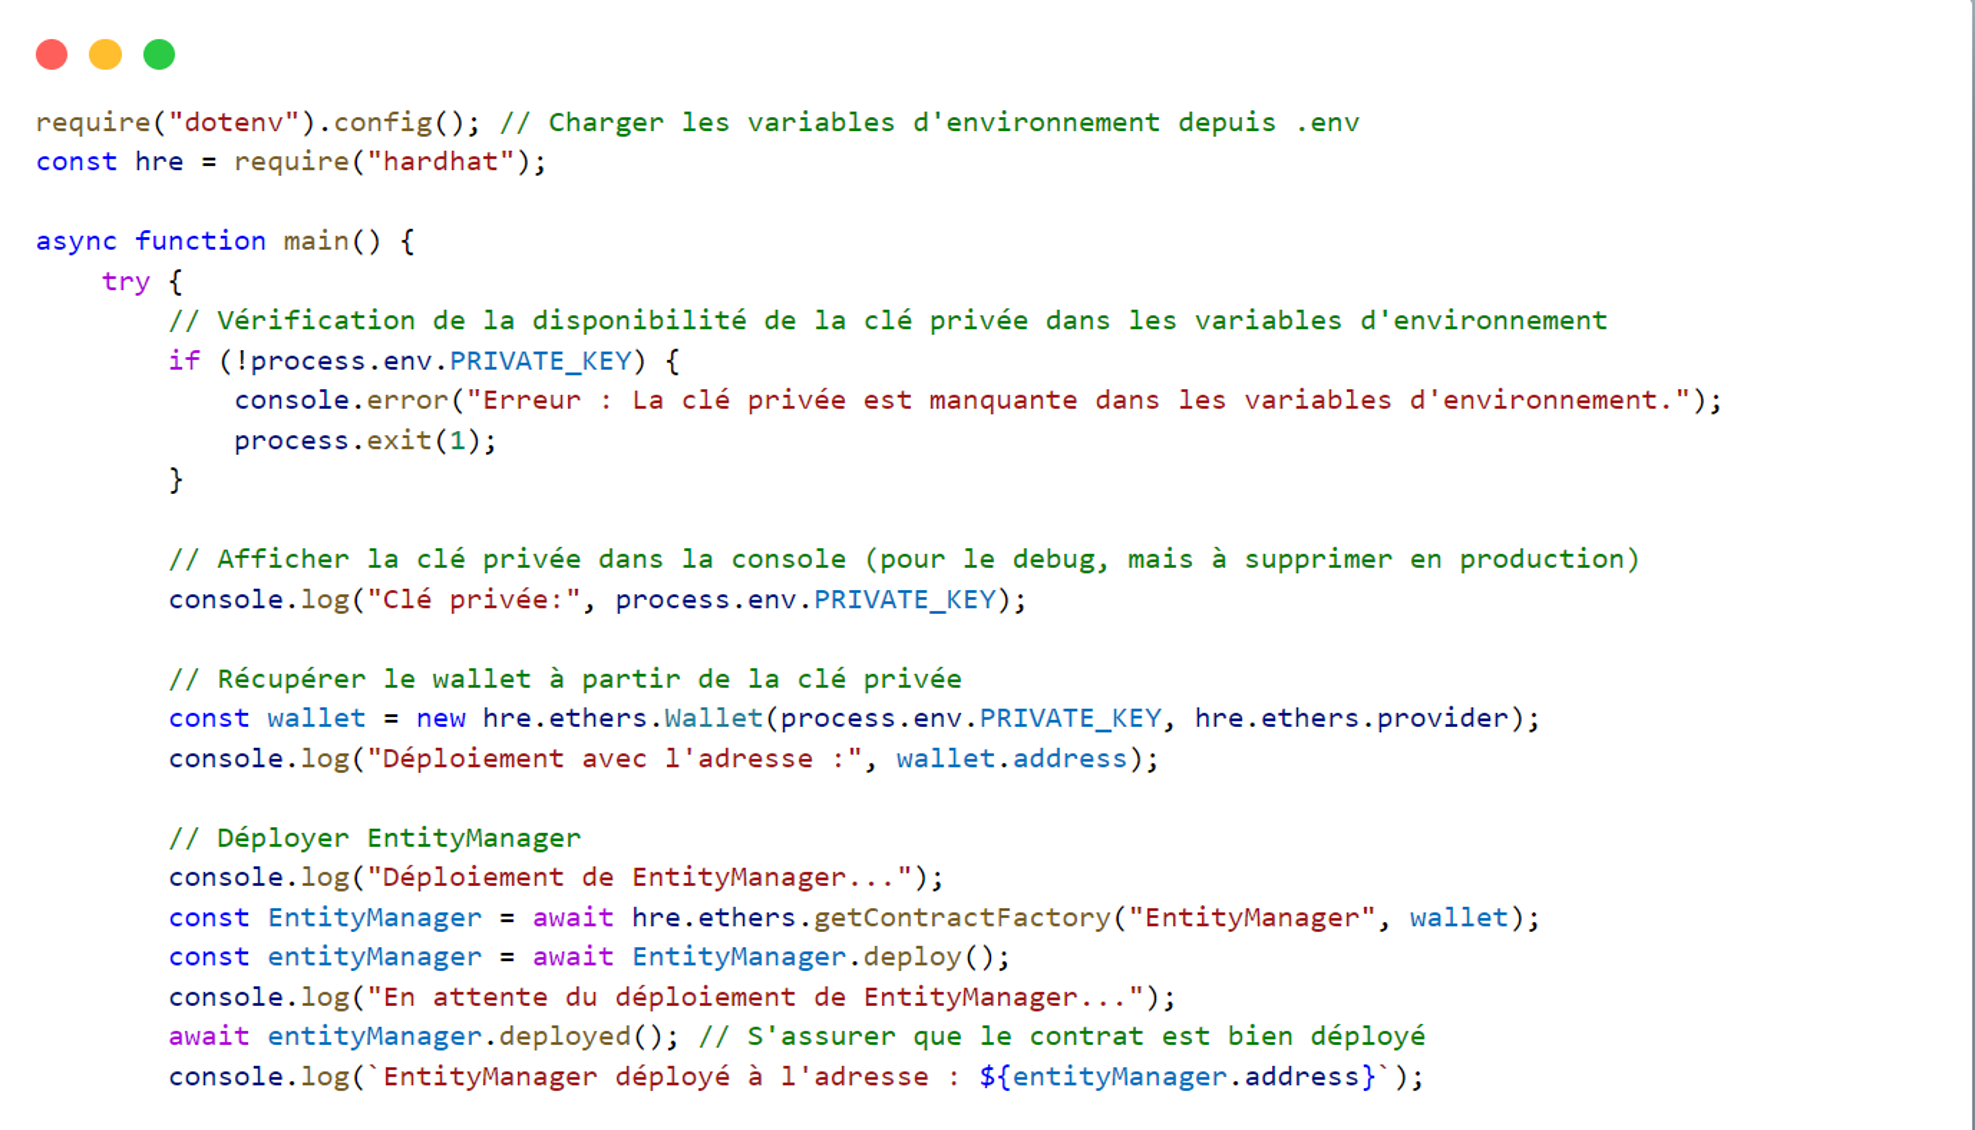 require("dotenv").config(); // Charger les variables d'environnement depuis .env
const hre = require("hardhat");

async function main() {
    try {
        // Vérification de la disponibilité de la clé privée dans les variables d'environnement
        if (!process.env.PRIVATE_KEY) {
            console.error("Erreur : La clé privée est manquante dans les variables d'environnement.");
            process.exit(1);
        }

        // Afficher la clé privée dans la console (pour le debug, mais à supprimer en production)
        console.log("Clé privée:", process.env.PRIVATE_KEY);

        // Récupérer le wallet à partir de la clé privée
        const wallet = new hre.ethers.Wallet(process.env.PRIVATE_KEY, hre.ethers.provider);
        console.log("Déploiement avec l'adresse :", wallet.address);

        // Déployer EntityManager
        console.log("Déploiement de EntityManager...");
        const EntityManager = await hre.ethers.getContractFactory("EntityManager", wallet);
        const entityManager = await EntityManager.deploy();
        console.log("En attente du déploiement de EntityManager...");
        await entityManager.deployed(); // S'assurer que le contrat est bien déployé
        console.log(`EntityManager déployé à l'adresse : ${entityManager.address}`);